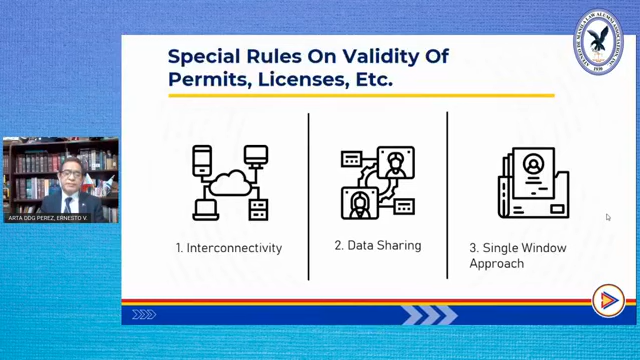 Special Rules On Validity Of
Permits, Licenses, Etc.
ARTA DDG PEREZ, ERNESTO V.
1. Interconnectivity
2. Data Sharing
3. Single Window
Approach